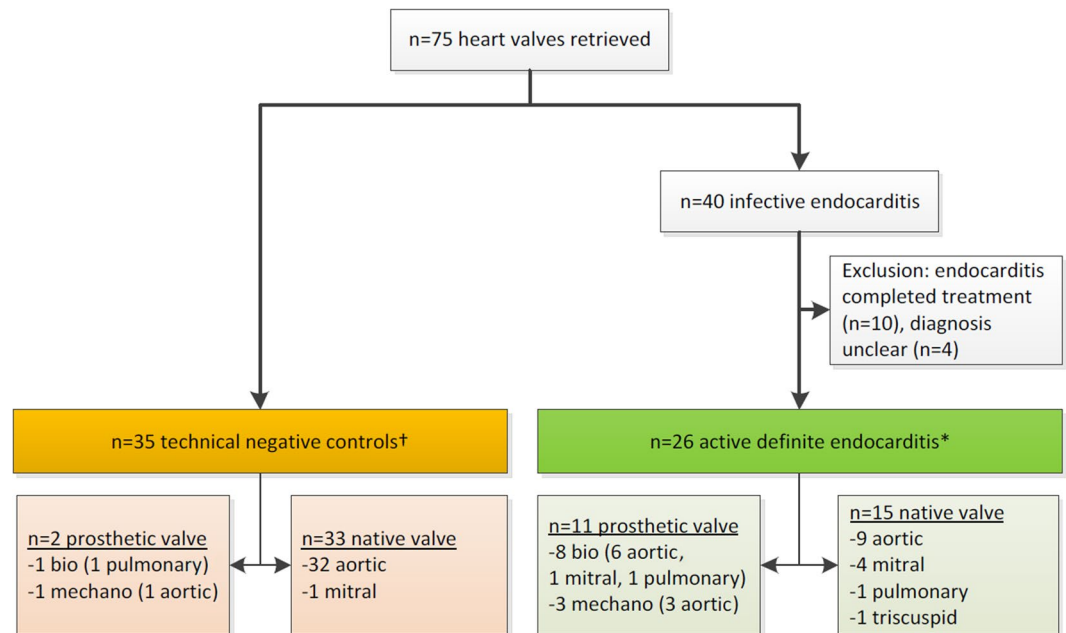 n=75 heart valves retrieved
n=40 infective endocarditis
Exclusion: endocarditis
completed treatment
(n=10), diagnosis
unclear (n=4)
n=35 technical negative controls†
n=26 active definite endocarditis*
n=2 prosthetic valve
-1 bio (1 pulmonary)
-1 mechano (1 aortic)
n=33 native valve
-32 aortic
-1 mitral
n=11 prosthetic valve
-8 bio (6 aortic,
1 mitral, 1 pulmonary)
-3 mechano (3 aortic)
n=15 native valve
-9 aortic
-4 mitral
-1 pulmonary
-1 triscuspid